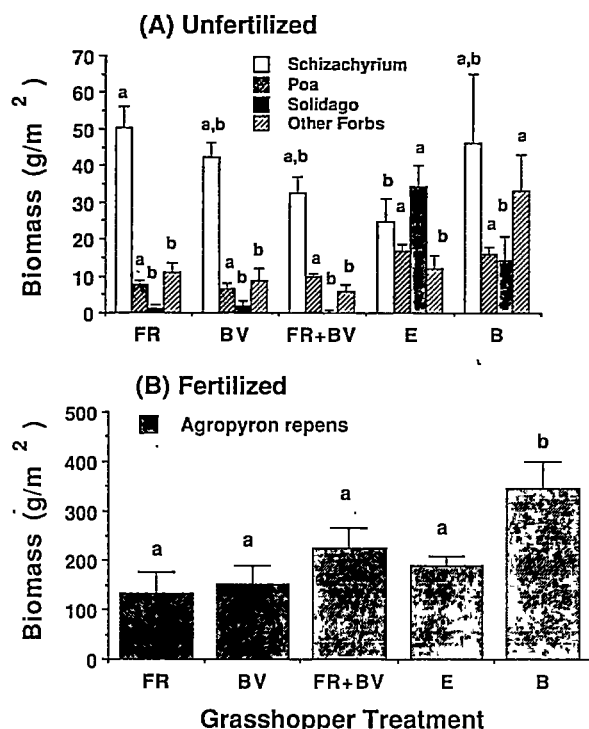 (A) Unfertilized
Biomass (g/m 2)
70
60
50
40
30
20
10
0
Schizachyrium
Poa
Solidago
Other Forbs
a
a
b
b
a,b
a
b
b
a,b
a
b
b
b
a
a
b
a,b
a
b
a
FR
BV
FR+BV
E
B
(B) Fertilized
Biomass (g/m 2)
500
400
300
200
100
0
Agropyron repens
a
a
a
a
b
FR
BV
FR+BV
E
B
Grasshopper Treatment